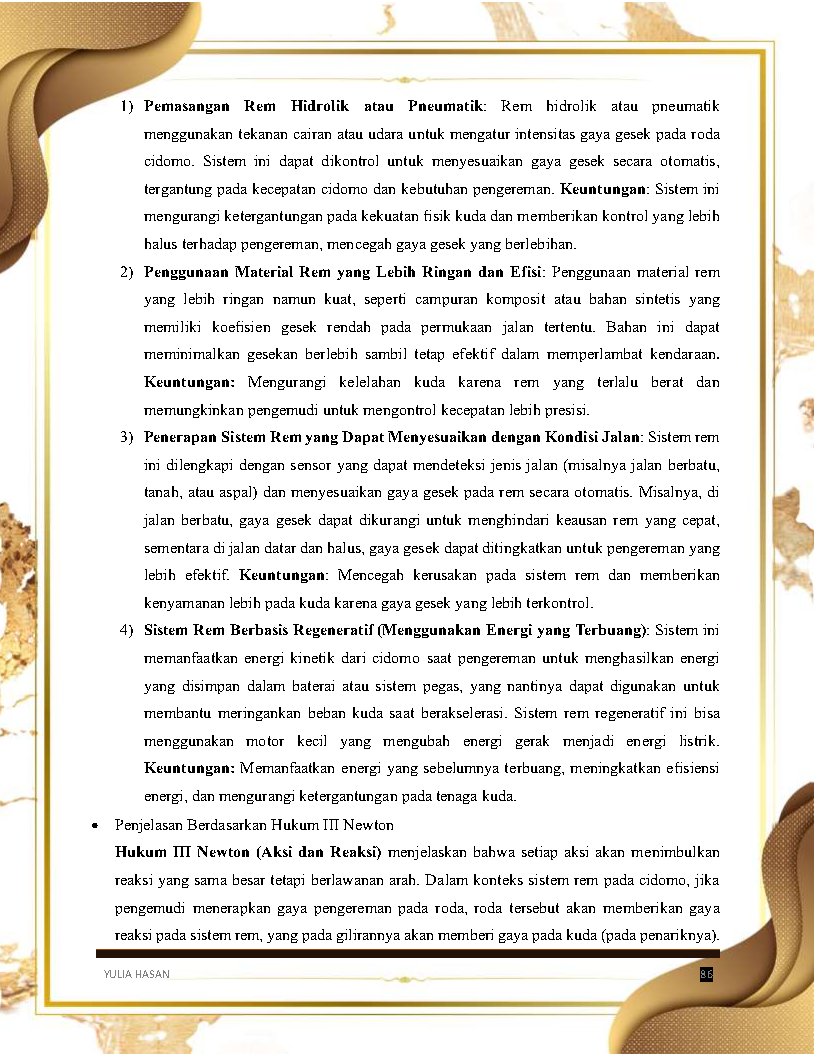 1) Pemasangan Rem Hidrolik atau Pneumatik: Rem hidrolik atau pneumatik
menggunakan tekanan cairan atau udara untuk mengatur intensitas gaya gesek pada roda
cidomo. Sistem ini dapat dikontrol untuk menyesuaikan gaya gesek secara otomatis,
tergantung pada kecepatan cidomo dan kebutuhan pengereman. Keuntungan: Sistem ini
mengurangi ketergantungan pada kekuatan fisik kuda dan memberikan kontrol yang lebih
halus terhadap pengereman, mencegah gaya gesek yang berlebihan.
2) Penggunaan Material Rem yang Lebih Ringan dan Efisi: Penggunaan material rem
yang lebih ringan namun kuat, seperti campuran komposit atau bahan sintetis yang
memiliki koefisien gesek rendah pada permukaan jalan tertentu. Bahan ini dapat
meminimalkan gesekan berlebih sambil tetap efektif dalam memperlambat kendaraan.
Keuntungan: Mengurangi kelelahan kuda karena rem yang terlalu berat dan
memungkinkan pengemudi untuk mengontrol kecepatan lebih presisi.
3) Penerapan Sistem Rem yang Dapat Menyesuaikan dengan Kondisi Jalan: Sistem rem
ini dilengkapi dengan sensor yang dapat mendeteksi jenis jalan (misalnya jalan berbatu,
tanah, atau aspal) dan menyesuaikan gaya gesek pada rem secara otomatis. Misalnya, di
jalan berbatu, gaya gesek dapat dikurangi untuk menghindari keausan rem yang cepat,
sementara di jalan datar dan halus, gaya gesek dapat ditingkatkan untuk pengereman yang
lebih efektif. Keuntungan: Mencegah kerusakan pada sistem rem dan memberikan
kenyamanan lebih pada kuda karena gaya gesek yang lebih terkontrol.
4) Sistem Rem Berbasis Regeneratif (Menggunakan Energi yang Terbuang): Sistem ini
memanfaatkan energi kinetik dari cidomo saat pengereman untuk menghasilkan energi
yang disimpan dalam baterai atau sistem pegas, yang nantinya dapat digunakan untuk
membantu meringankan beban kuda saat berakselerasi. Sistem rem regeneratif ini bisa
menggunakan motor kecil yang mengubah energi gerak menjadi energi listrik.
Keuntungan: Memanfaatkan energi yang sebelumnya terbuang, meningkatkan efisiensi
energi, dan mengurangi ketergantungan pada tenaga kuda.
• Penjelasan Berdasarkan Hukum III Newton
Hukum III Newton (Aksi dan Reaksi) menjelaskan bahwa setiap aksi akan menimbulkan
reaksi yang sama besar tetapi berlawanan arah. Dalam konteks sistem rem pada cidomo, jika
pengemudi menerapkan gaya pengereman pada roda, roda tersebut akan memberikan gaya
reaksi pada sistem rem, yang pada gilirannya akan memberi gaya pada kuda (pada penariknya).
YULIA HASAN 86